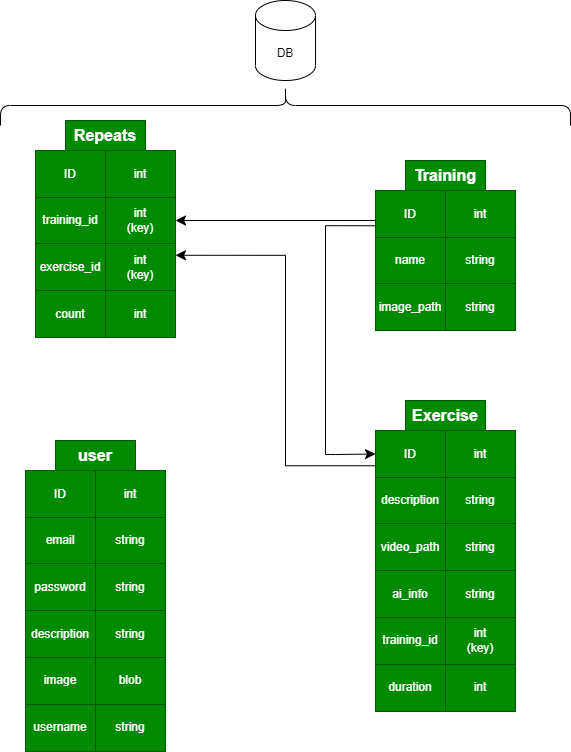 DB
Repeats
ID int
training_id int
(key)
exercise_id int
(key)
count int
Training
ID int
name string
image_path string
user
ID int
email string
password string
description string
image blob
username string
Exercise
ID int
description string
video_path string
ai_info string
training_id int
(key)
duration int